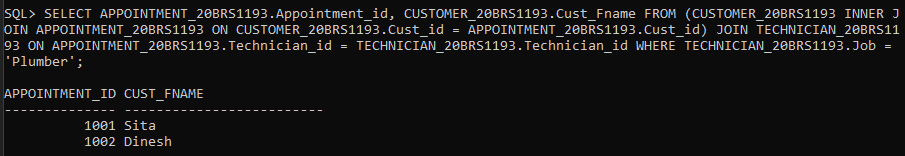 SQL> SELECT APPOINTMENT_20BRS1193.Appointment_id, CUSTOMER_20BRS1193.Cust_Fname FROM (CUSTOMER_20BRS1193 INNER J
OIN APPOINTMENT_20BRS1193 ON CUSTOMER_20BRS1193.Cust_id = APPOINTMENT_20BRS1193.Cust_id) JOIN TECHNICIAN_20BRS11
93 ON APPOINTMENT_20BRS1193.Technician_id = TECHNICIAN_20BRS1193.Technician_id WHERE TECHNICIAN_20BRS1193.Job =
'Plumber';
APPOINTMENT_ID CUST_FNAME
-------------- -------------------------
1001 Sita
1002 Dinesh